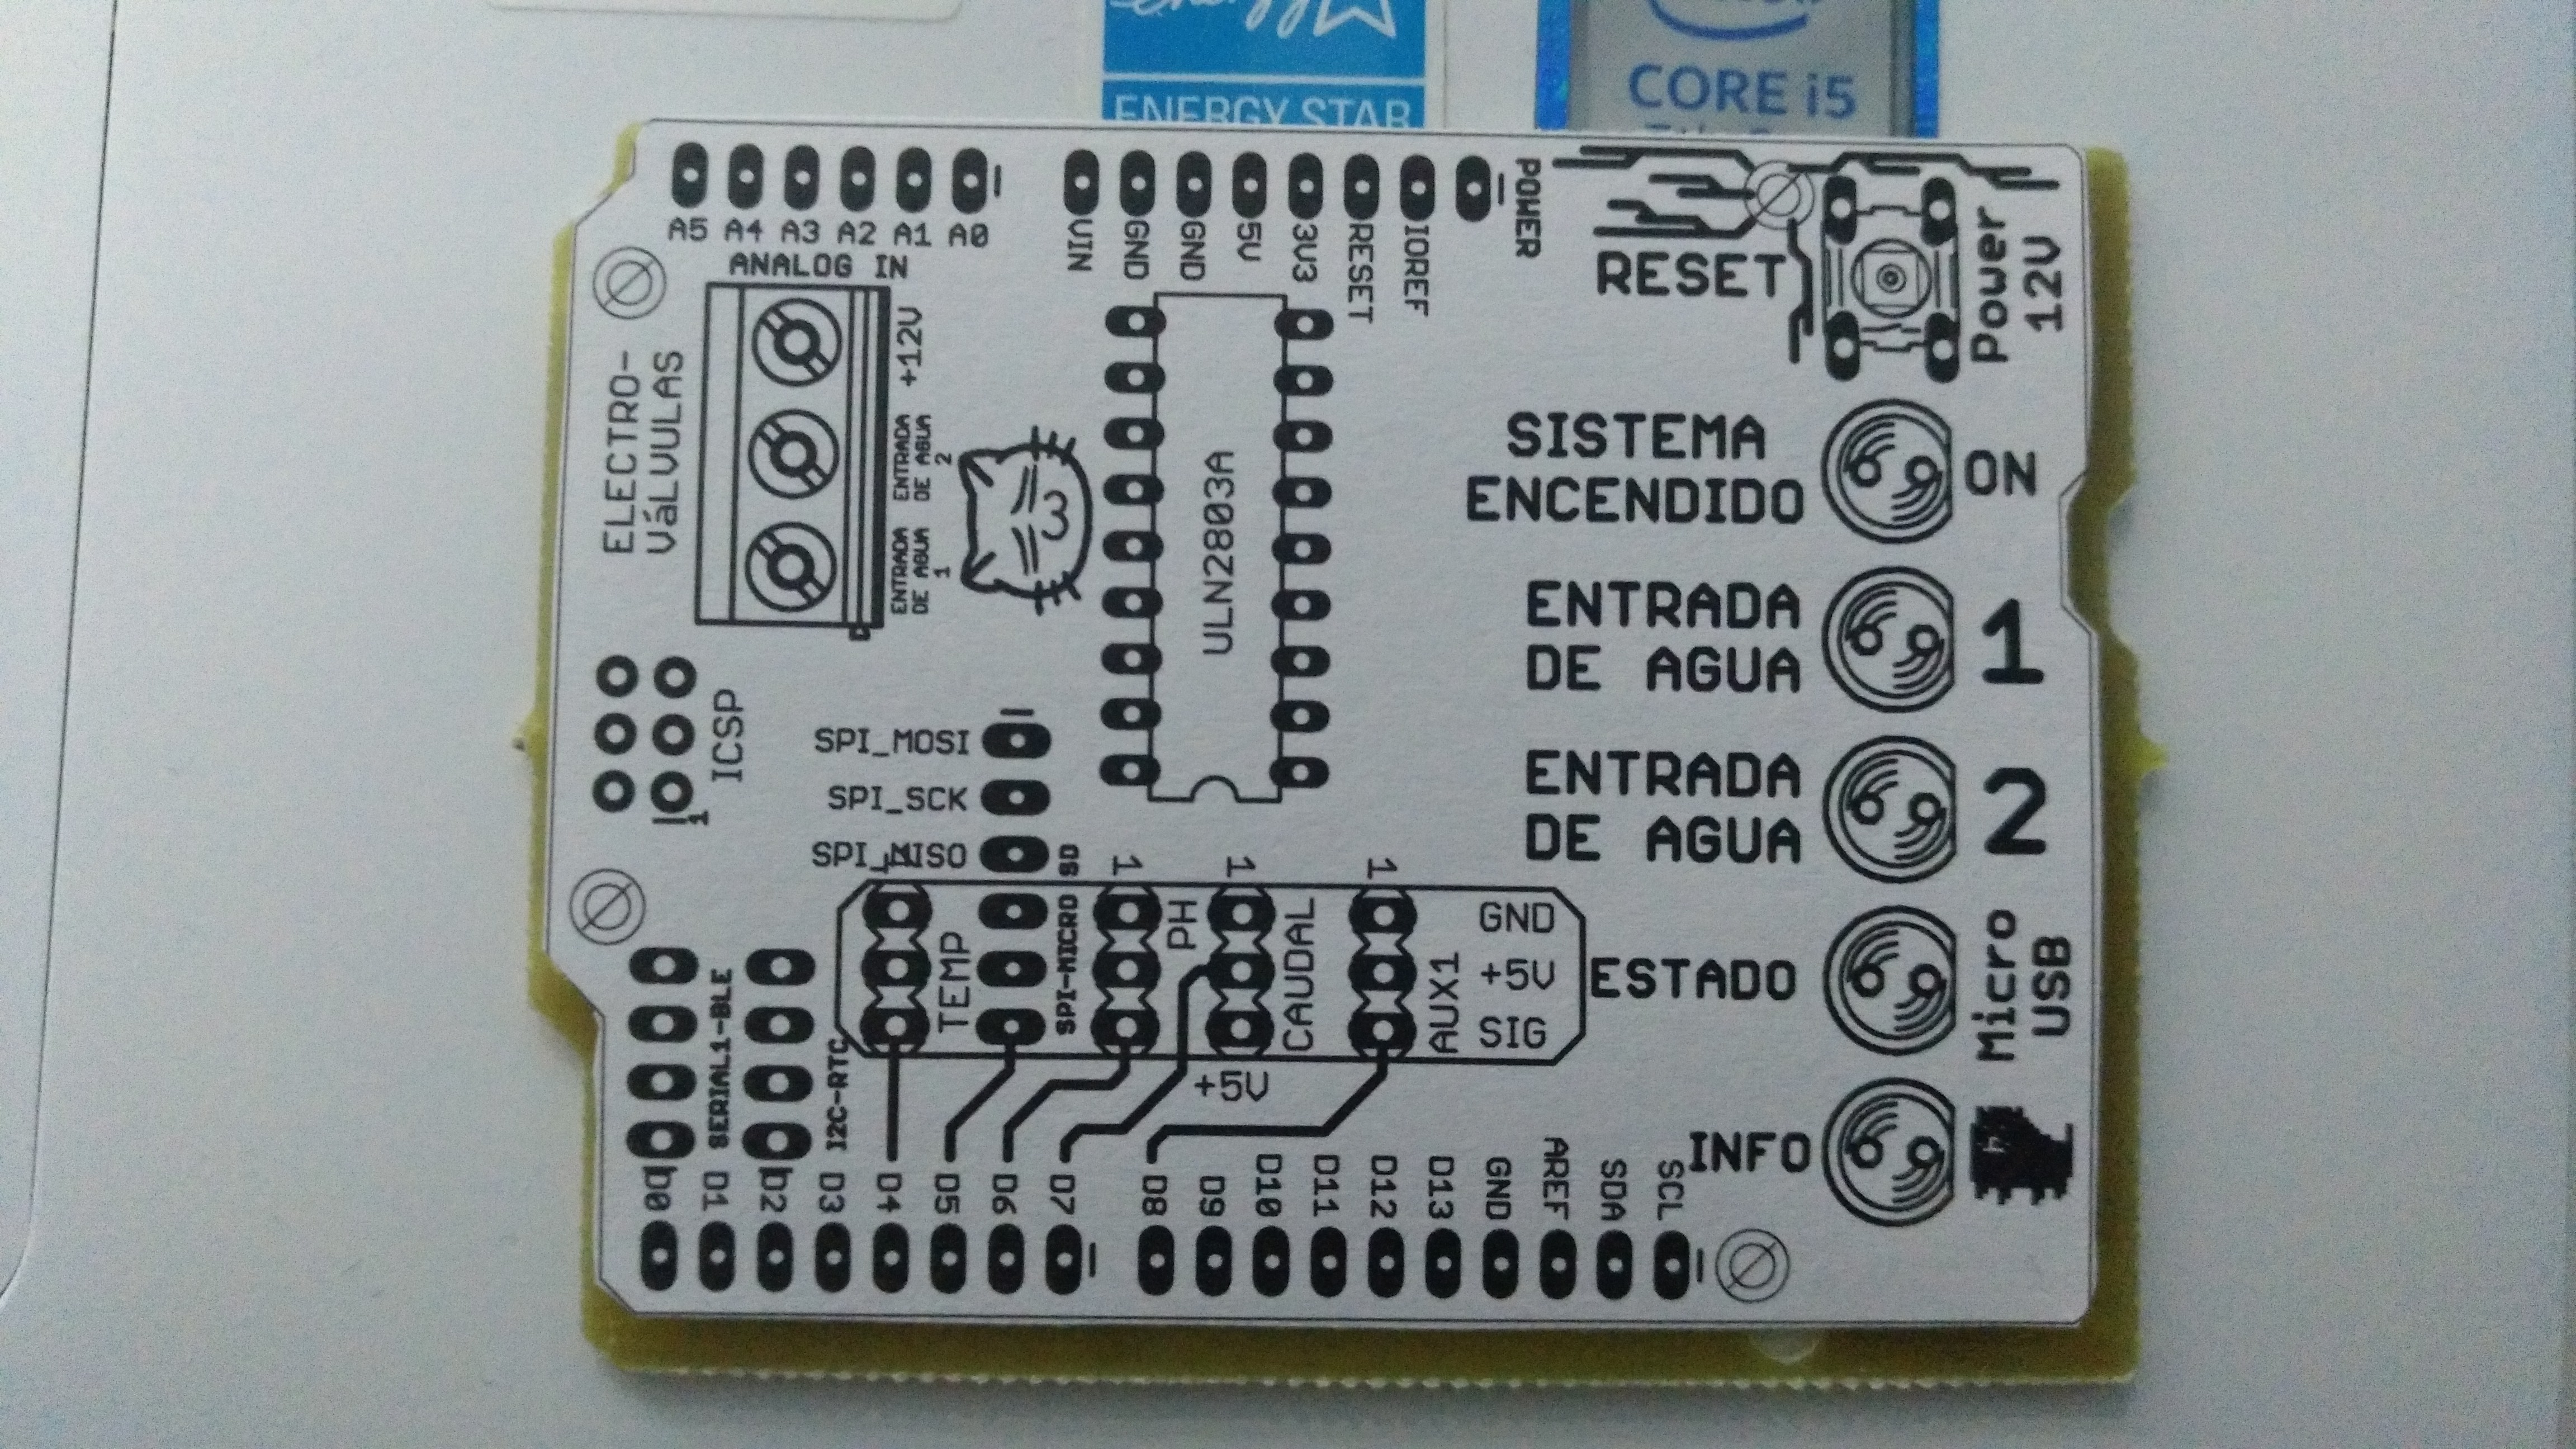 ENERGY STAR
CORE i5
A5 A4 A3 A2 A1 A0
ANALOG IN
VIN
GND
GND
5V
3V3
RESET
IOREF
POWER
RESET
Power
12V
ELECTRO-
VáLVULAS
+12V
ENTRADA
DE AGUA
2
ENTRADA
DE AGUA
1
ULN2803A
SISTEMA
ENCENDIDO
ON
ENTRADA
DE AGUA
1
ENTRADA
DE AGUA
2
ICSP
1
SPI_MOSI
SPI_SCK
SPI_MISO
SPI-MICRO SD
1
1
1
TEMP
PH
CAUDAL
AUX1
GND
+5V
SIG
+5V
ESTADO
Micro
USB
INFO
SERIAL1-BLE
I2C-RTC
D0
D1
D2
D3
D4
D5
D6
D7
D8
D9
D10
D11
D12
D13
GND
AREF
SDA
SCL